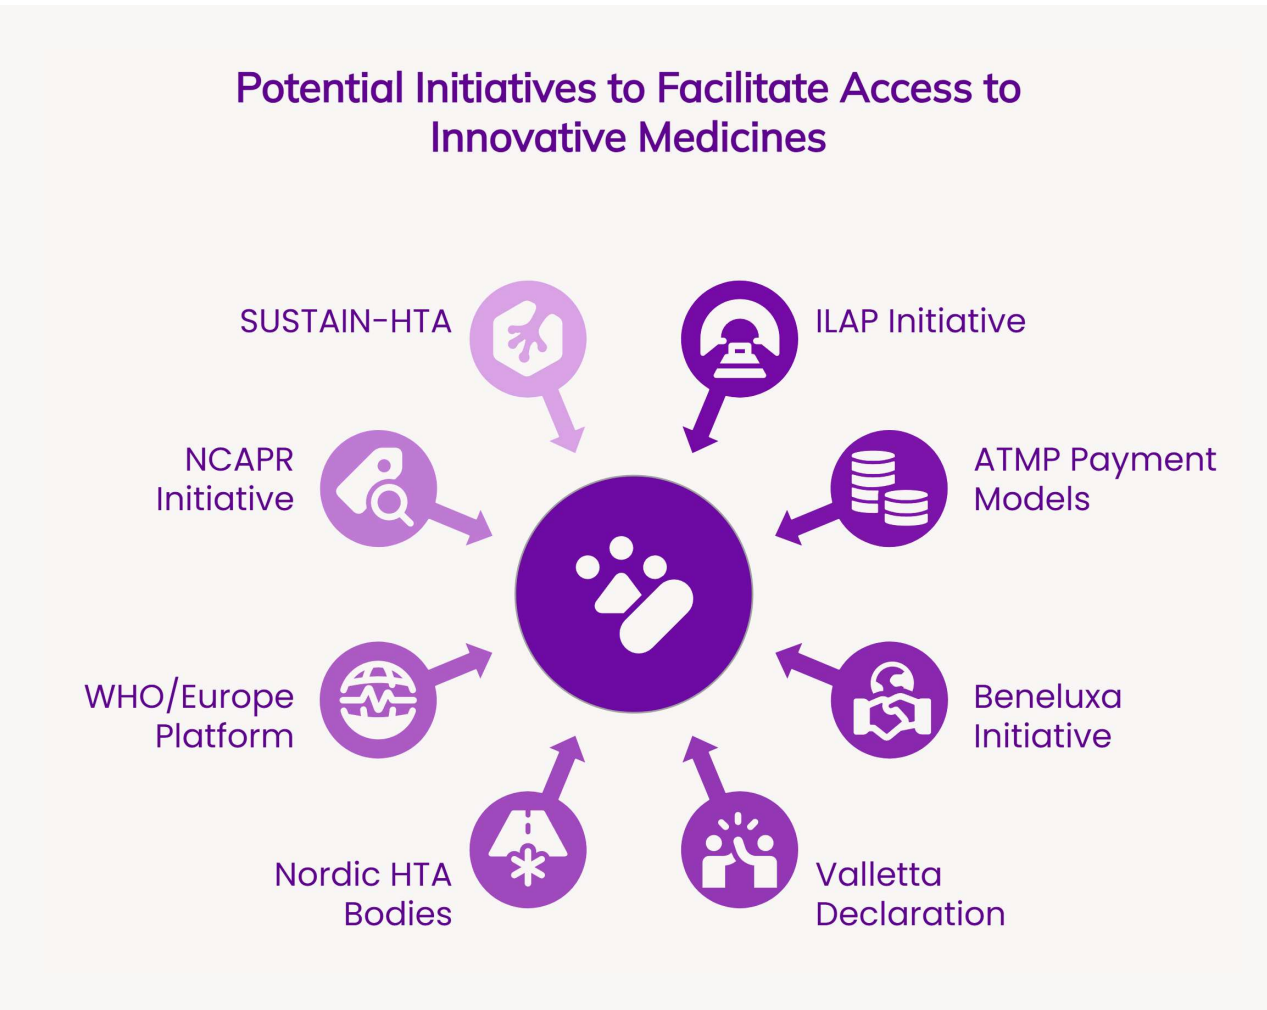 Potential Initiatives to Facilitate Access to
Innovative Medicines
SUSTAIN-HTA
ILAP Initiative
NCAPR
Initiative
ATMP Payment
Models
WHO/Europe
Platform
Beneluxa
Initiative
Nordic HTA
Bodies
Valletta
Declaration